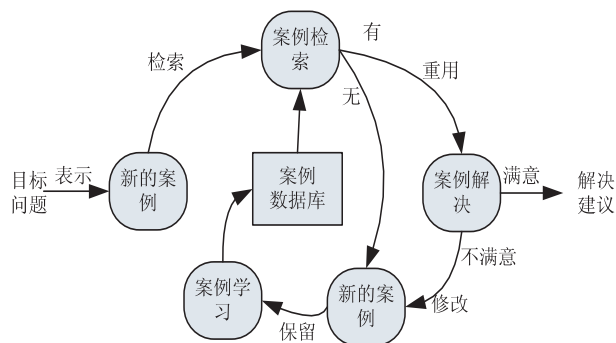 案例检
索
有
检索
重用
无
目标
问题
表示
新的案
例
案例
数据库
案例解
决
满意
解决
建议
不满意
案例学
习
保留
新的案
例
修改